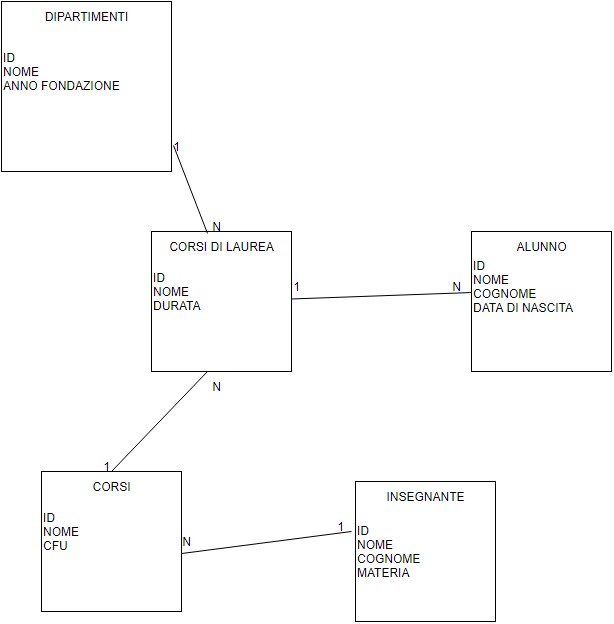 DIPARTIMENTI
ID
NOME
ANNO FONDAZIONE
1
N
CORSI DI LAUREA
ID
NOME
DURATA
1
N
ALUNNO
ID
NOME
COGNOME
DATA DI NASCITA
N
1
CORSI
ID
NOME
CFU
N
1
INSEGNANTE
ID
NOME
COGNOME
MATERIA